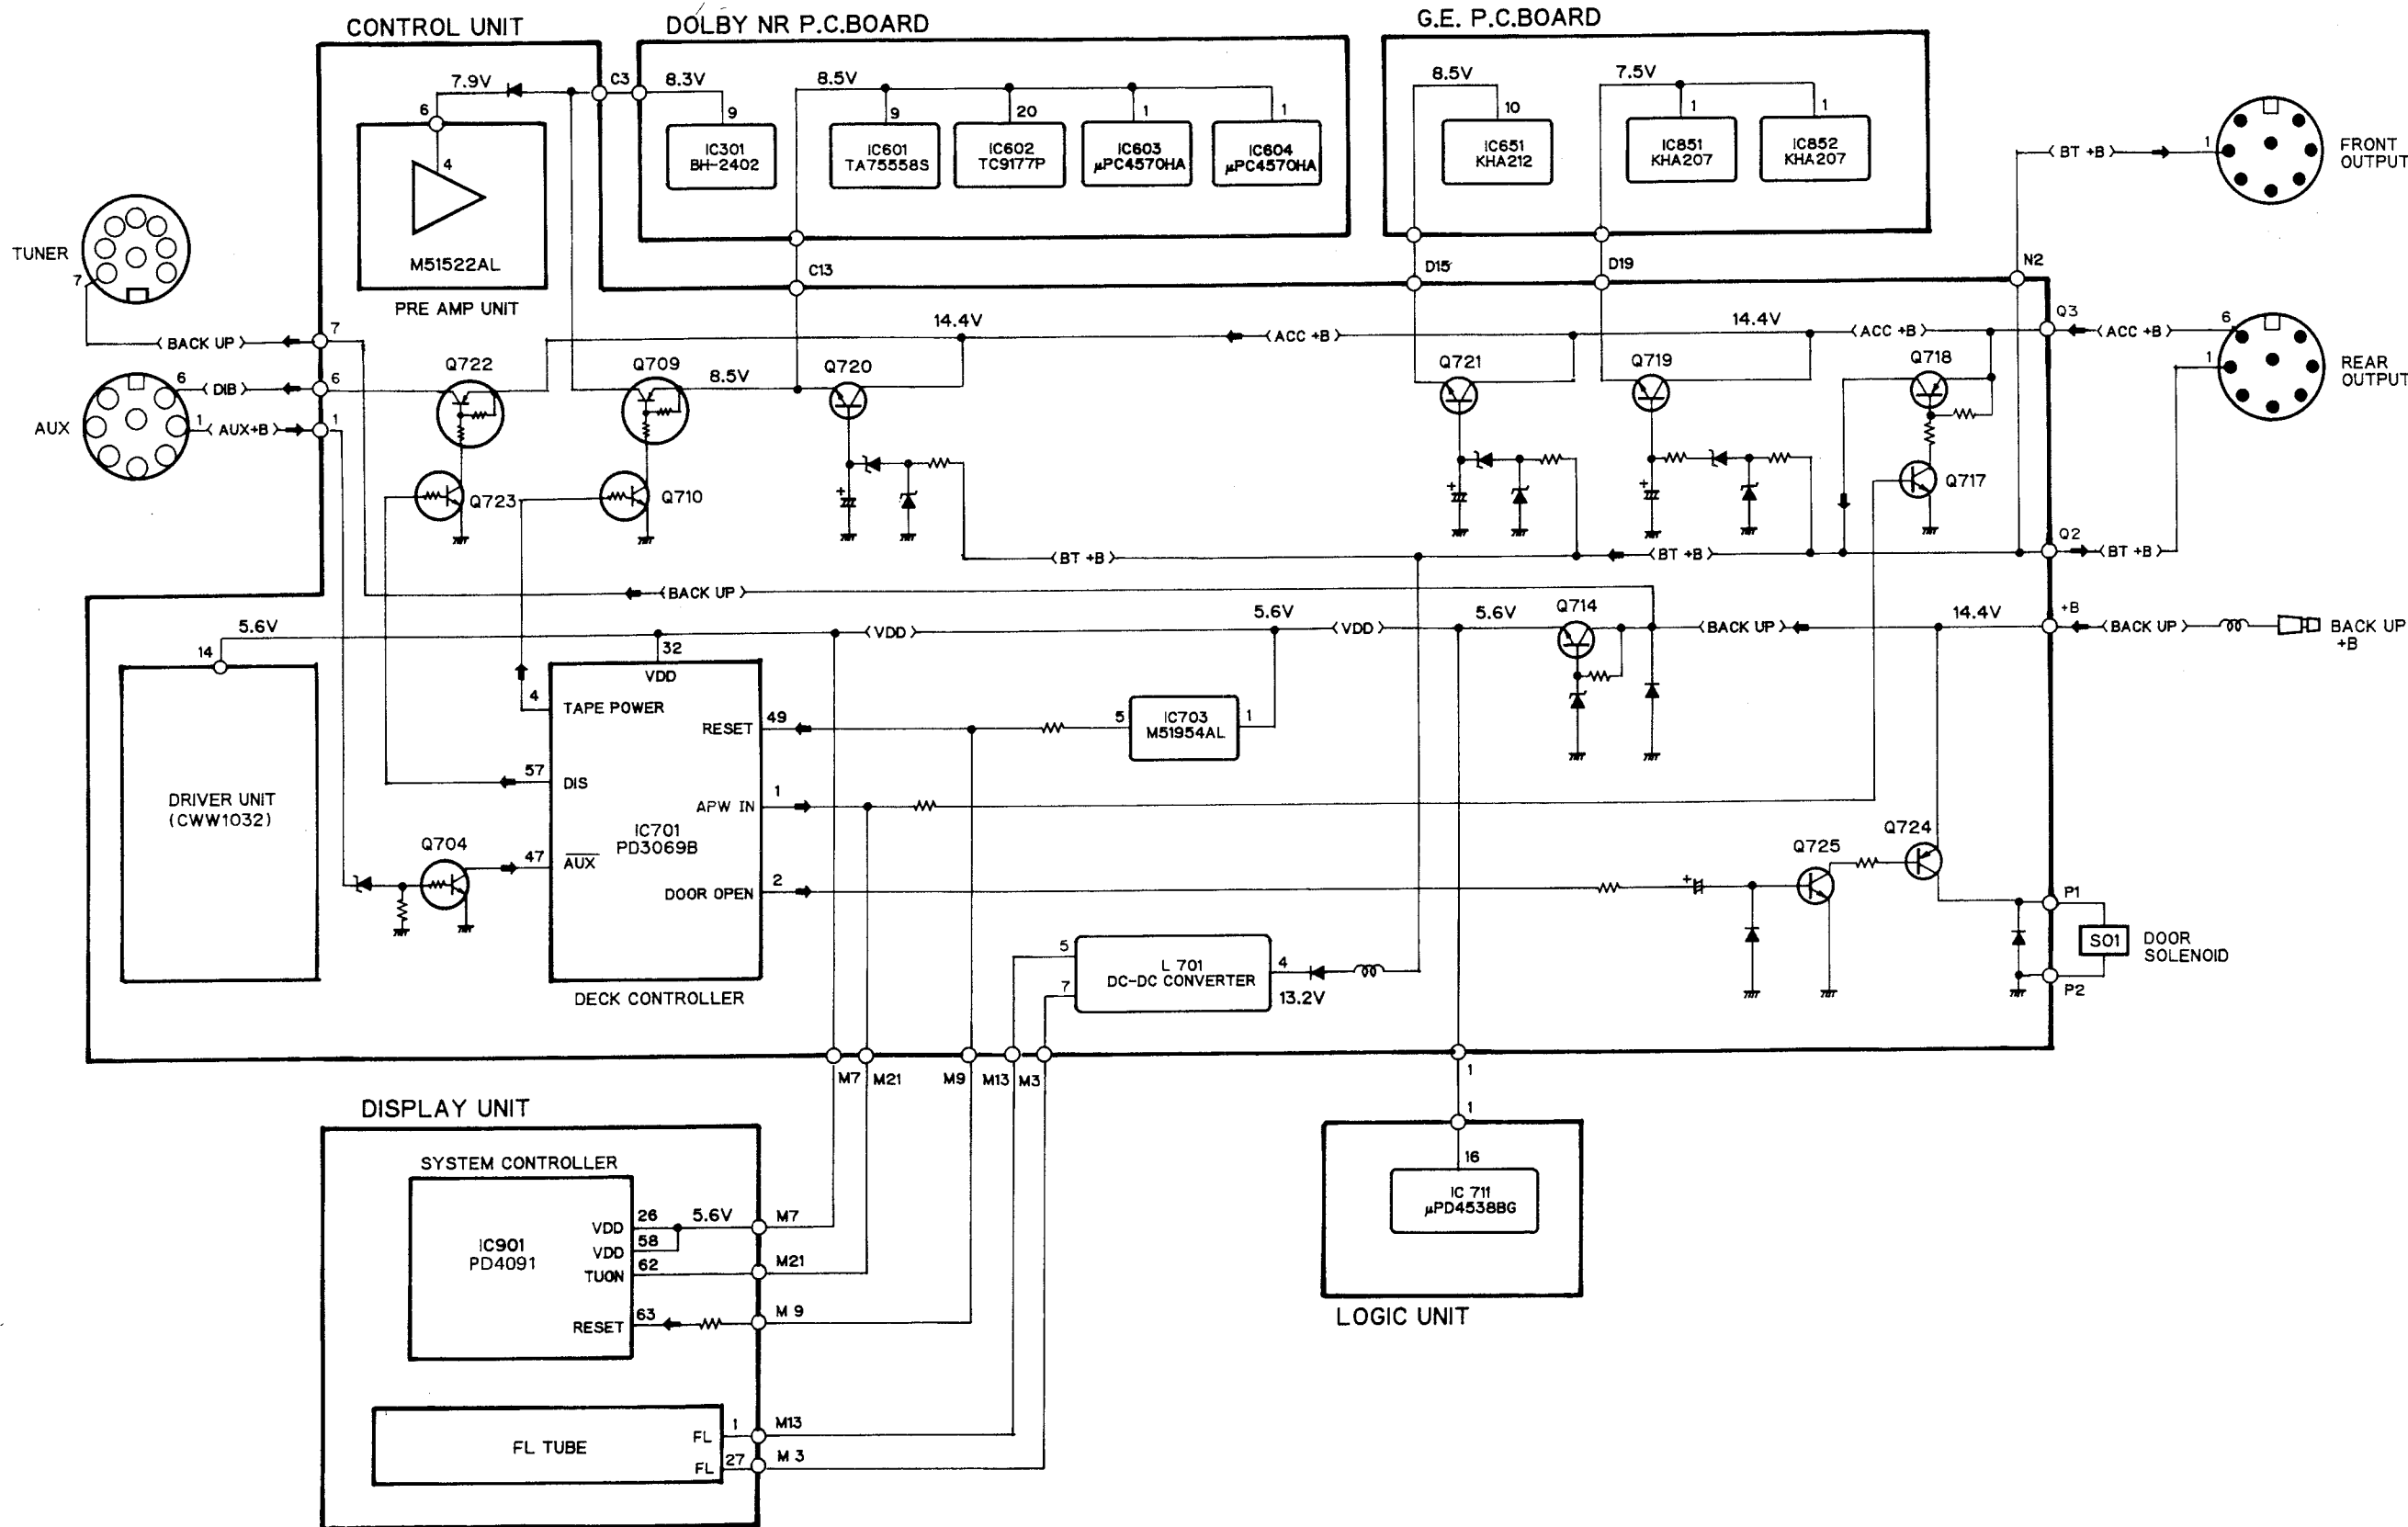 CONTROL UNIT
DOLBY NR P.C.BOARD
G.E. P.C.BOARD
7.9V
C3
8.3V
8.5V
8.5V
7.5V
6
9
9
20
1
1
10
1
1
4
IC301
BH-2402
IC601
TA75558S
IC602
TC9177P
IC603
µPC4570HA
IC604
µPC4570HA
IC651
KHA212
IC851
KHA207
IC852
KHA207
M51522AL
PRE AMP UNIT
BT +B
1
FRONT
OUTPUT
TUNER
7
C13
D15
D19
N2
BACK UP
7
14.4V
ACC +B
14.4V
ACC +B
Q3
ACC +B
6
AUX
6
DIB
6
1
AUX+B
1
Q722
Q709
8.5V
Q720
Q721
Q719
Q718
1
REAR
OUTPUT
Q723
Q710
+
+
+
Q717
BT +B
BT +B
Q2
BT +B
BACK UP
5.6V
VDD
5.6V
VDD
5.6V
Q714
BACK UP
14.4V
+B
BACK UP
BACK UP
+B
14
32
VDD
4
TAPE POWER
RESET
49
5
IC703
M51954AL
1
57
DIS
APW IN
1
IC701
PD3069B
47
AUX
DOOR OPEN
2
DECK CONTROLLER
DRIVER UNIT
(CWW1032)
Q704
+
Q725
Q724
P1
S01
DOOR
SOLENOID
P2
5
7
L 701
DC-DC CONVERTER
4
13.2V
M7
M21
M9
M13
M3
1
DISPLAY UNIT
SYSTEM CONTROLLER
IC901
PD4091
VDD
26
5.6V
M7
VDD
58
TUON
62
M21
RESET
63
M 9
FL TUBE
FL
1
M13
FL
27
M 3
1
16
IC 711
µPD4538BG
LOGIC UNIT